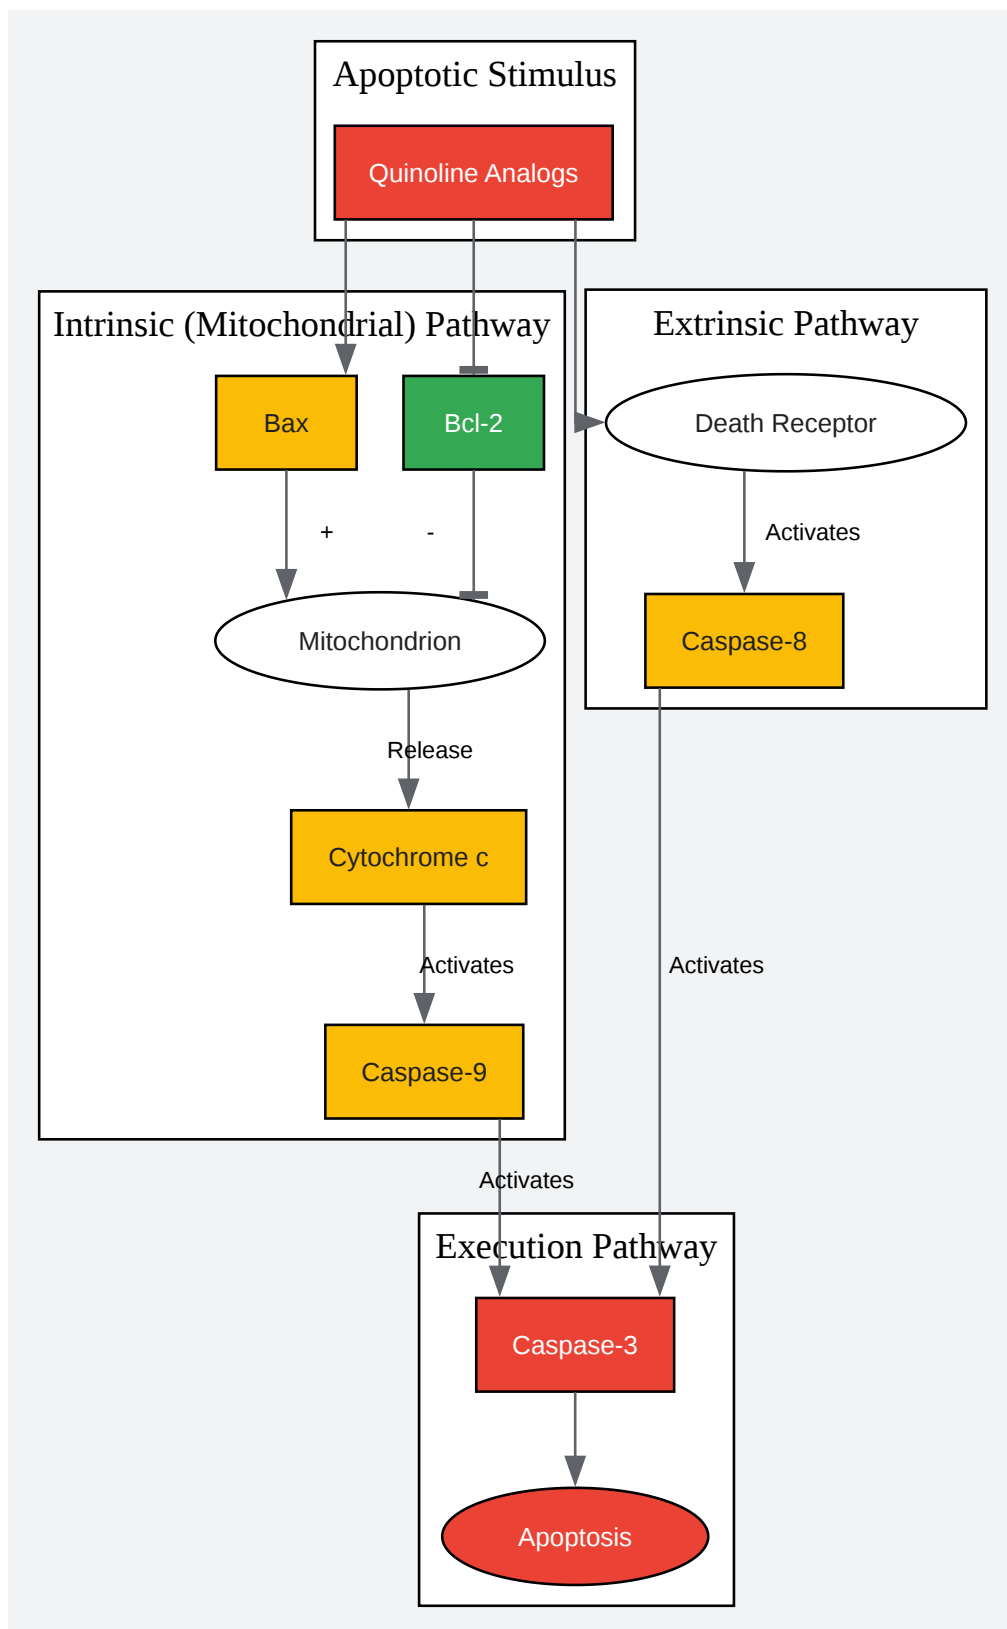 Apoptotic Stimulus
Quinoline Analogs
Intrinsic (Mitochondrial) Pathway
Bax
Bcl-2
+
-
Mitochondrion
Release
Cytochrome c
Activates
Caspase-9
Activates
Extrinsic Pathway
Death Receptor
Activates
Caspase-8
Activates
Execution Pathway
Caspase-3
Apoptosis